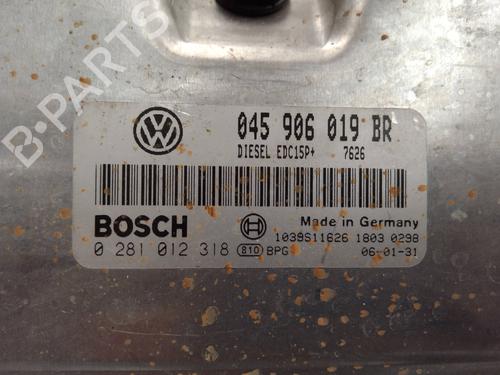 B-PARTS
045 906 019 BR
DIESEL EDC15P+ 7626
BOSCH
Made in Germany
0 281 012 318 810 BPG
1039S11626 1803 0298
06-01-31